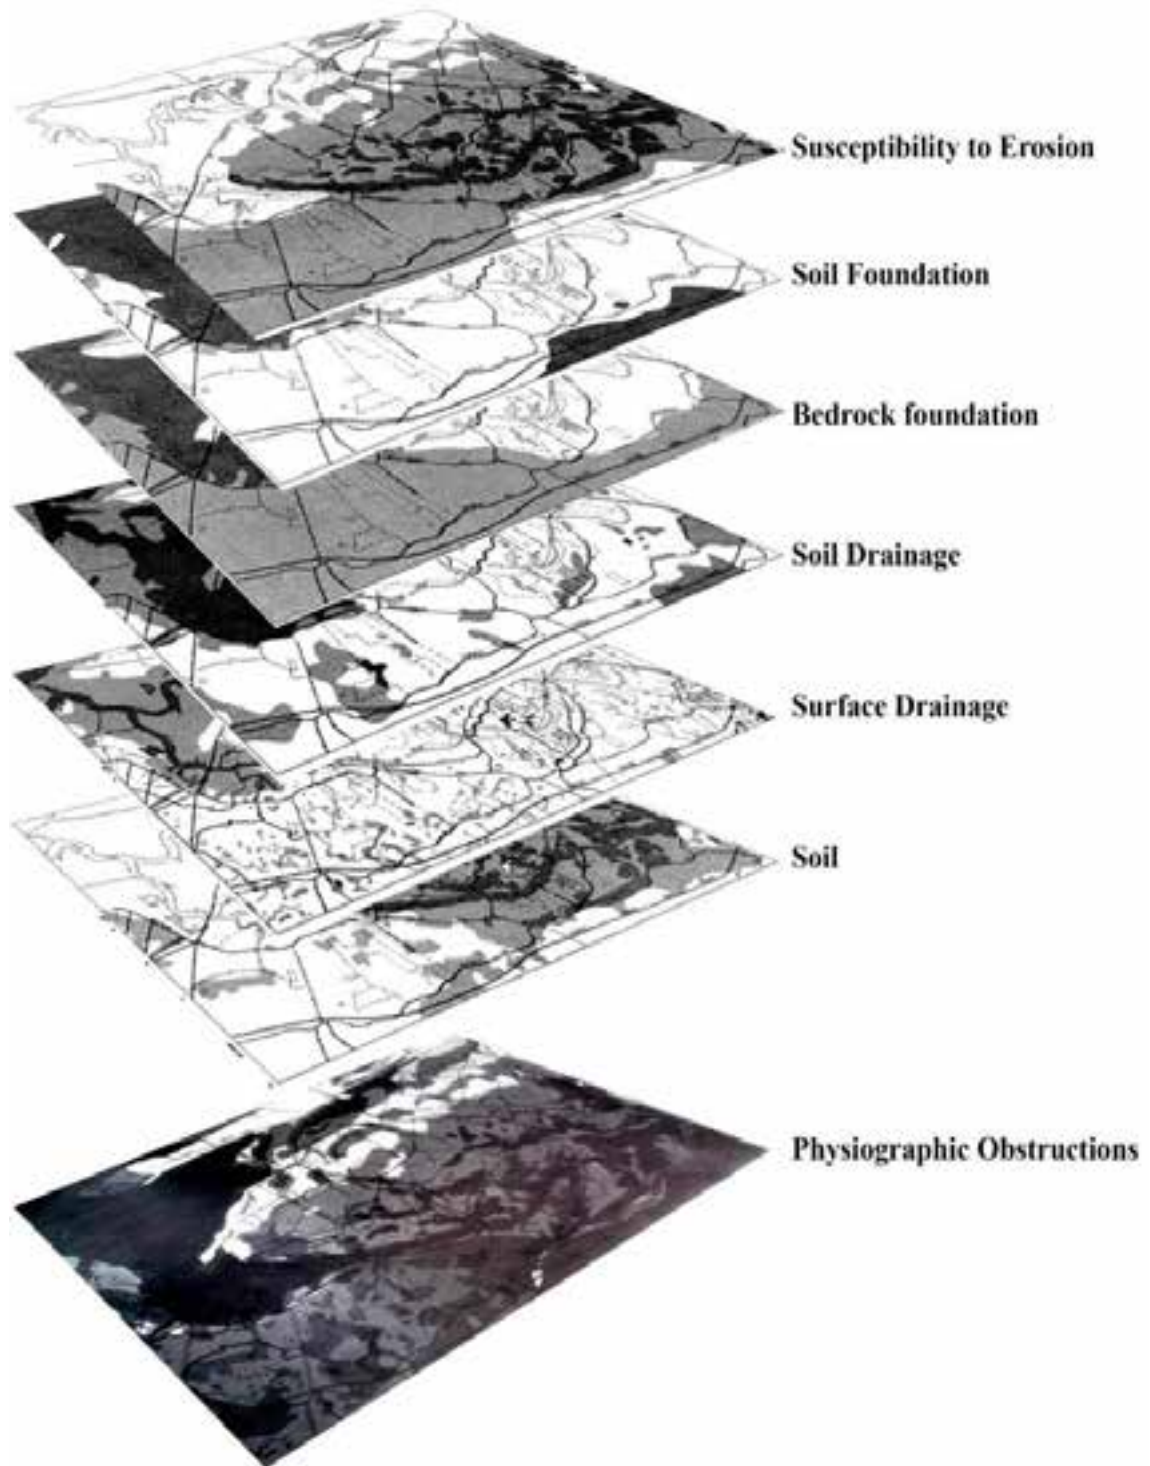 Susceptibility to Erosion
Soil Foundation
Bedrock foundation
Soil Drainage
Surface Drainage
Soil
Physiographic Obstructions